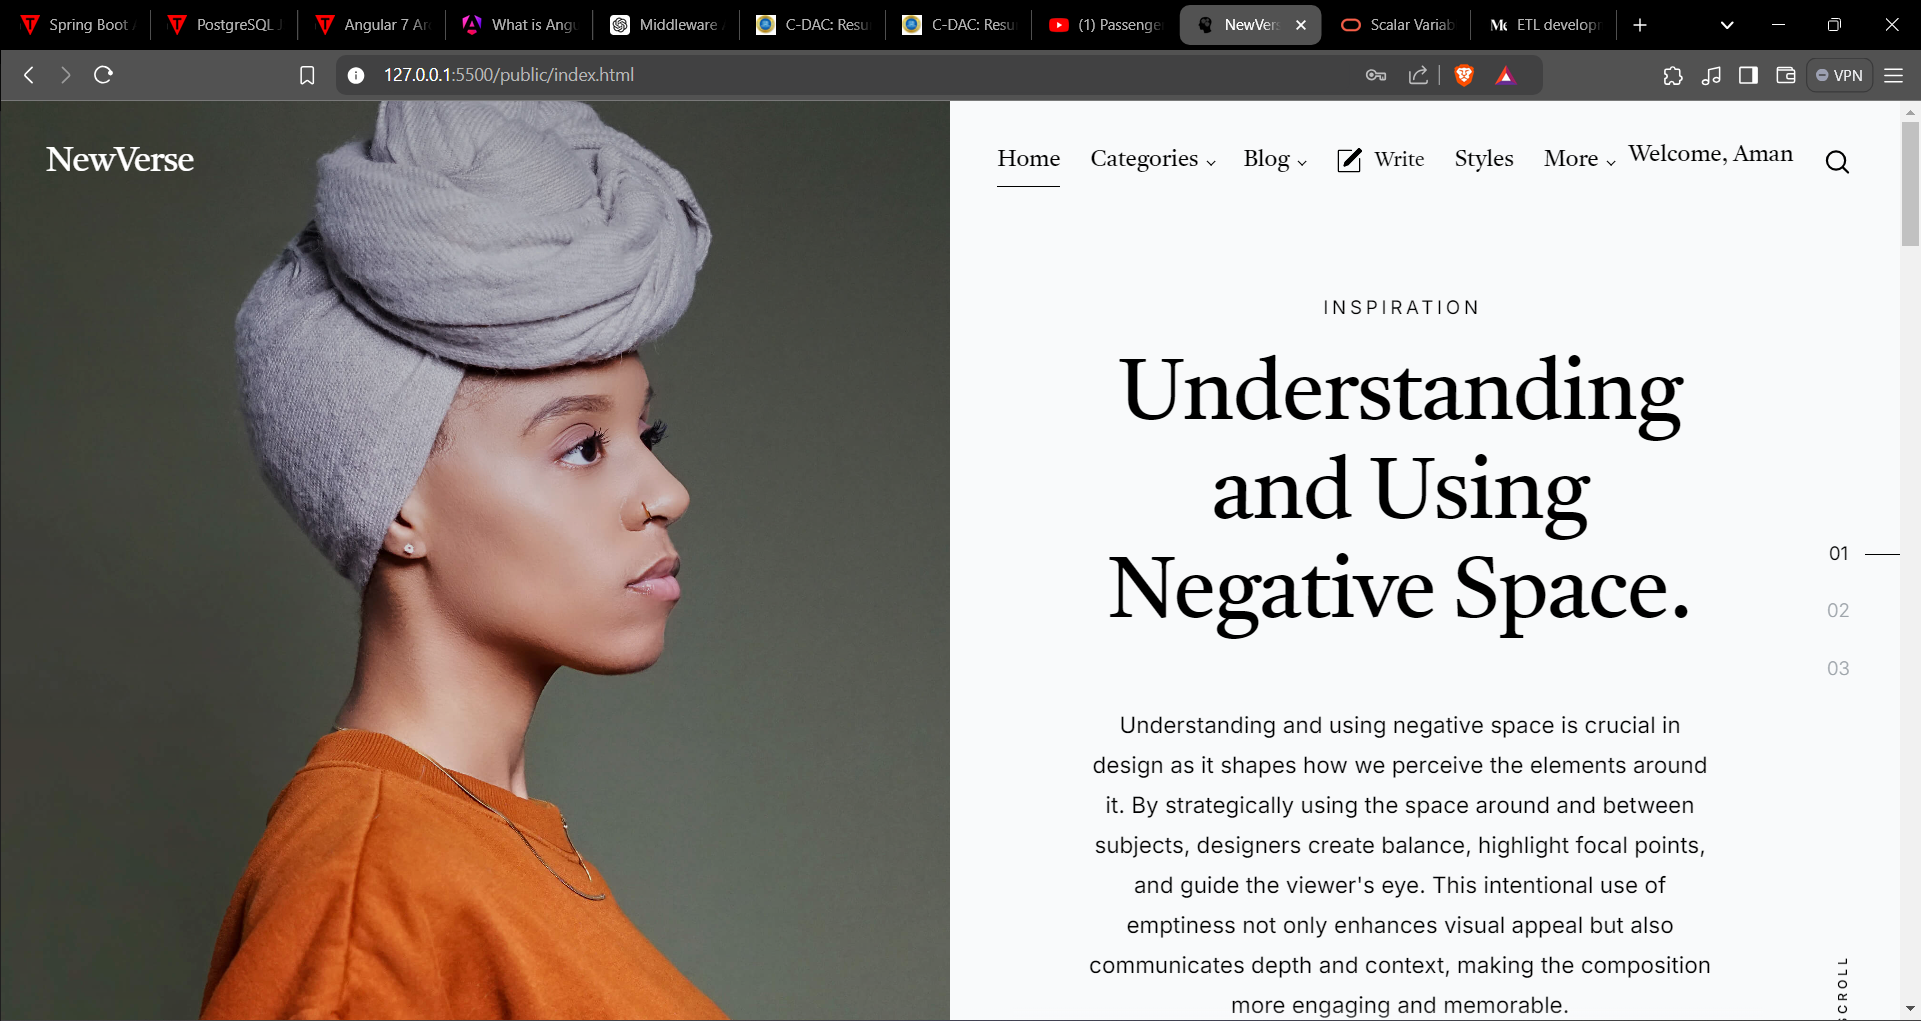 Spring Boot
PostgreSQL
Angular 7 Ar
What is Ang
Middleware
C-DAC: Resu
C-DAC: Resu
(1) Passenge
NewVers
Scalar Variab
ETL develop
127.0.0.1:5500/public/index.html
VPN
NewVerse
Home Categories Blog Write Styles More Welcome, Aman
INSPIRATION
Understanding
and Using
Negative Space.
01
02
03
Understanding and using negative space is crucial in
design as it shapes how we perceive the elements around
it. By strategically using the space around and between
subjects, designers create balance, highlight focal points,
and guide the viewer's eye. This intentional use of
emptiness not only enhances visual appeal but also
communicates depth and context, making the composition
more engaging and memorable.
SCROLL